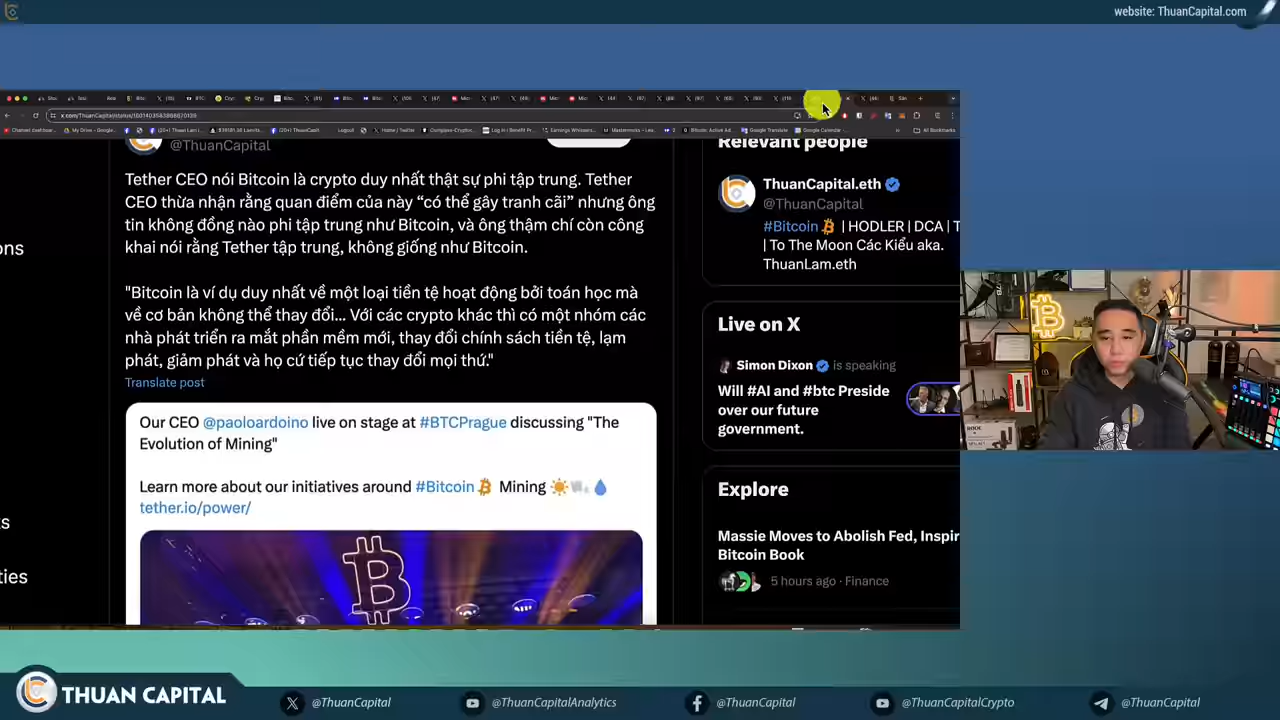 website: ThuanCapital.com
x.com/ThuanCapital/status/
@ThuanCapital
Tether CEO nói Bitcoin là crypto duy nhất thật sự phi tập trung. Tether
CEO thừa nhận rằng quan điểm của này “có thể gây tranh cãi” nhưng ông
tin không đồng nào phi tập trung như Bitcoin, và ông thậm chí còn công
khai nói rằng Tether tập trung, không giống như Bitcoin.
"Bitcoin là ví dụ duy nhất về một loại tiền tệ hoạt động bởi toán học mà
về cơ bản không thể thay đổi... Với các crypto khác thì có một nhóm các
nhà phát triển ra mắt phần mềm mới, thay đổi chính sách tiền tệ, lạm
phát, giảm phát và họ cứ tiếp tục thay đổi mọi thứ."
Translate post
Our CEO @paoloardoino live on stage at #BTCPrague discussing "The
Evolution of Mining"
Learn more about our initiatives around #Bitcoin Mining
tether.io/power/
ons
ts
ities
Relevant people
ThuanCapital.eth
@ThuanCapital
#Bitcoin | HODLER | DCA | T
| To The Moon Các Kiểu aka.
ThuanLam.eth
Live on X
Simon Dixon is speaking
Will #AI and #btc Preside
over our future
government.
Explore
Massie Moves to Abolish Fed, Inspir
Bitcoin Book
5 hours ago · Finance
THUAN CAPITAL
@ThuanCapital
@ThuanCapitalAnalytics
@ThuanCapital
@ThuanCapitalCrypto
@ThuanCapital